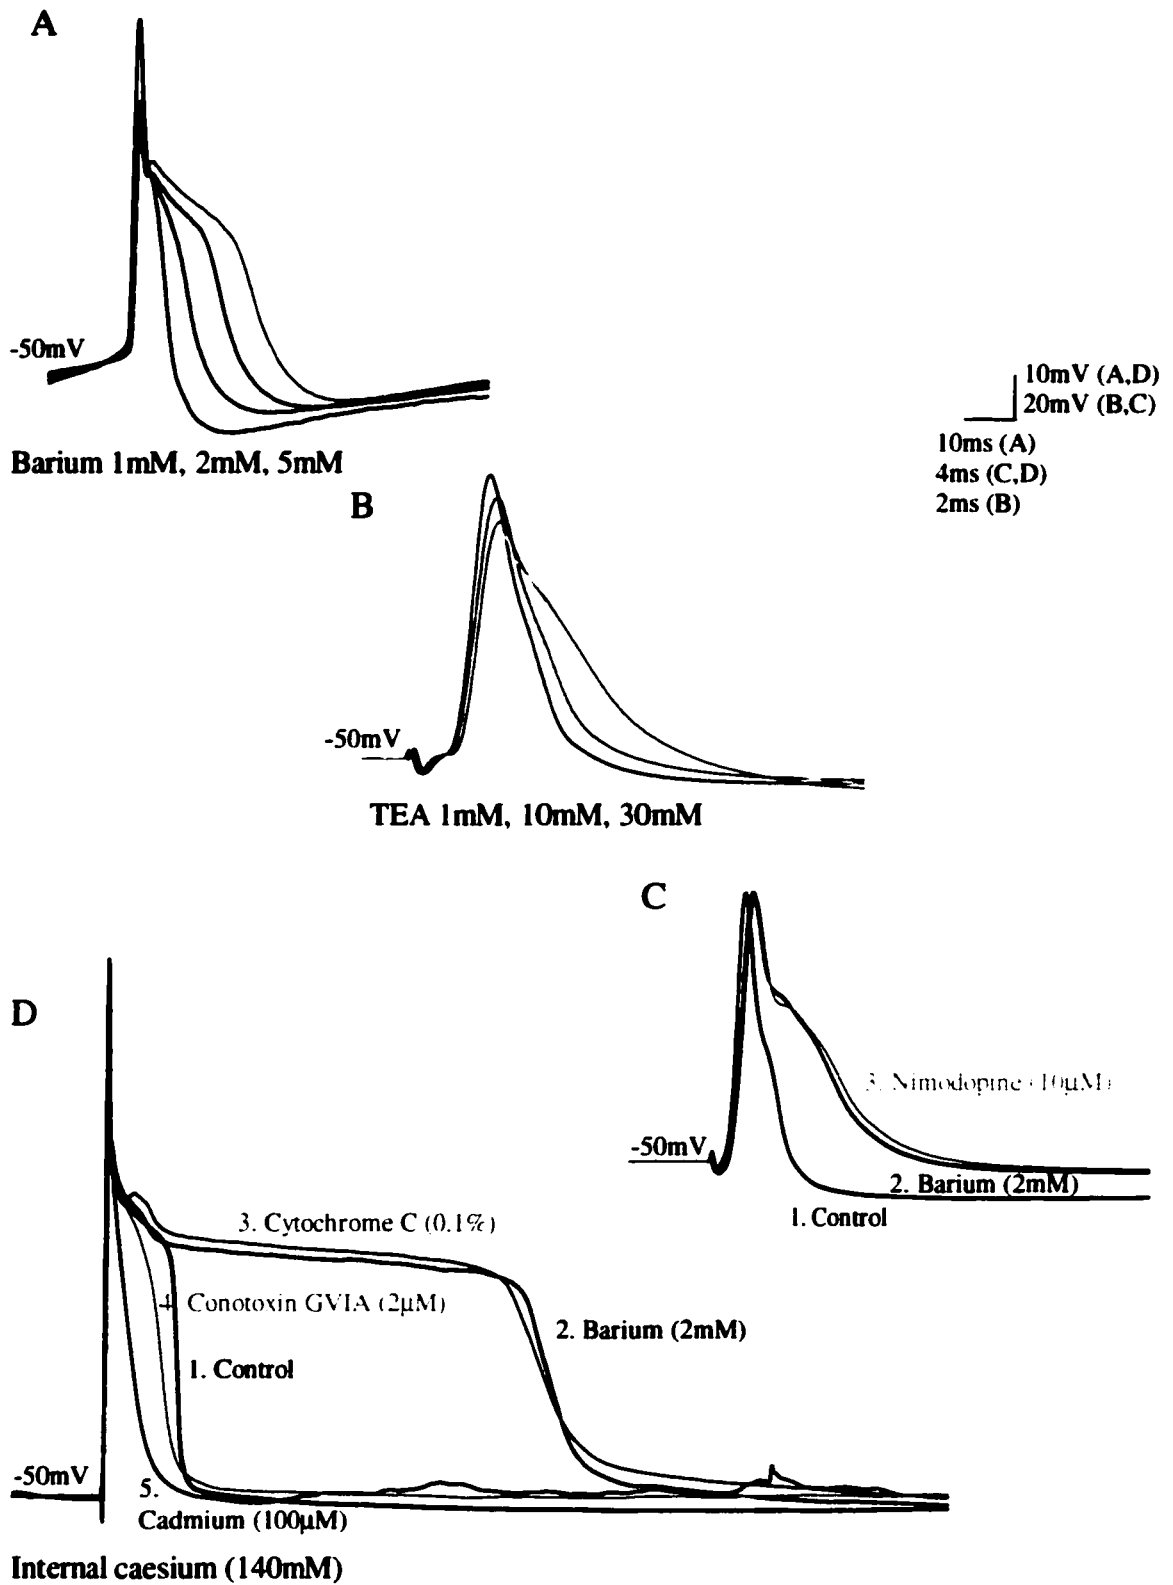 A
-50mV
10mV (A,D)
20mV (B,C)
10ms (A)
4ms (C,D)
2ms (B)
Barium 1mM, 2mM, 5mM
B
-50mV
TEA 1mM, 10mM, 30mM
C
3. Nimodopine (10µM)
-50mV
2. Barium (2mM)
1. Control
D
3. Cytochrome C (0.1%)
4. Conotoxin GVIA (2µM)
2. Barium (2mM)
1. Control
-50mV
5.
Cadmium (100µM)
Internal caesium (140mM)